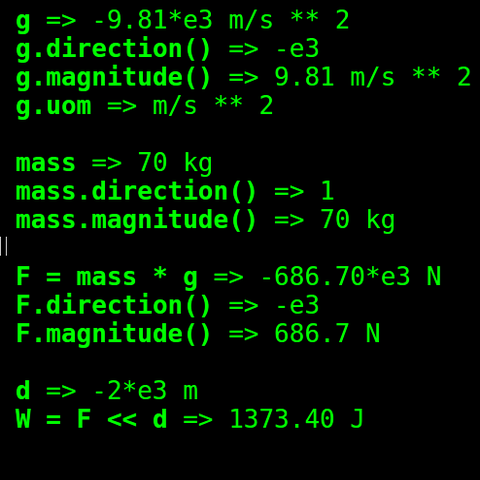 g => -9.81*e3 m/s ** 2
g.direction() => -e3
g.magnitude() => 9.81 m/s ** 2
g.uom => m/s ** 2
mass => 70 kg
mass.direction() => 1
mass.magnitude() => 70 kg
F = mass * g => -686.70*e3 N
F.direction() => -e3
F.magnitude() => 686.7 N
d => -2*e3 m
W = F << d => 1373.40 J